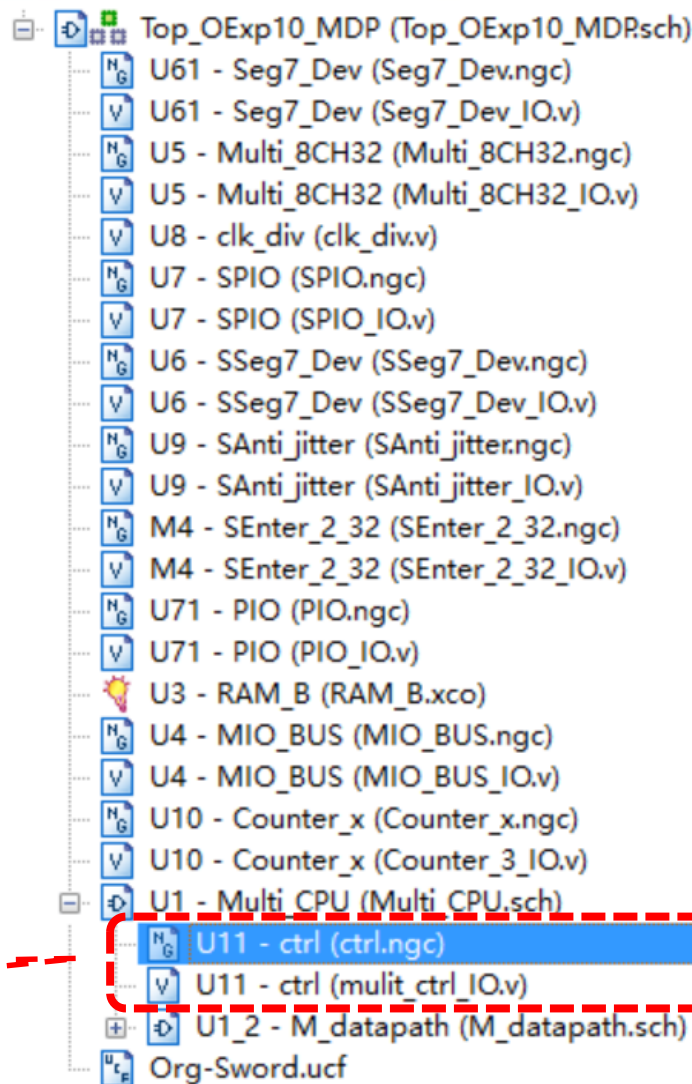 Top_OExp10_MDP (Top_OExp10_MDP.sch)
U61 - Seg7_Dev (Seg7_Dev.ngc)
U61 - Seg7_Dev (Seg7_Dev_IO.v)
U5 - Multi_8CH32 (Multi_8CH32.ngc)
U5 - Multi_8CH32 (Multi_8CH32_IO.v)
U8 - clk_div (clk_div.v)
U7 - SPIO (SPIO.ngc)
U7 - SPIO (SPIO_IO.v)
U6 - SSeg7_Dev (SSeg7_Dev.ngc)
U6 - SSeg7_Dev (SSeg7_Dev_IO.v)
U9 - SAnti_jitter (SAnti_jitter.ngc)
U9 - SAnti_jitter (SAnti_jitter_IO.v)
M4 - SEnter_2_32 (SEnter_2_32.ngc)
M4 - SEnter_2_32 (SEnter_2_32_IO.v)
U71 - PIO (PIO.ngc)
U71 - PIO (PIO_IO.v)
U3 - RAM_B (RAM_B.xco)
U4 - MIO_BUS (MIO_BUS.ngc)
U4 - MIO_BUS (MIO_BUS_IO.v)
U10 - Counter_x (Counter_x.ngc)
U10 - Counter_x (Counter_3_IO.v)
U1 - Multi_CPU (Multi_CPU.sch)
U11 - ctrl (ctrl.ngc)
U11 - ctrl (mulit_ctrl_IO.v)
U1_2 - M_datapath (M_datapath.sch)
Org-Sword.ucf